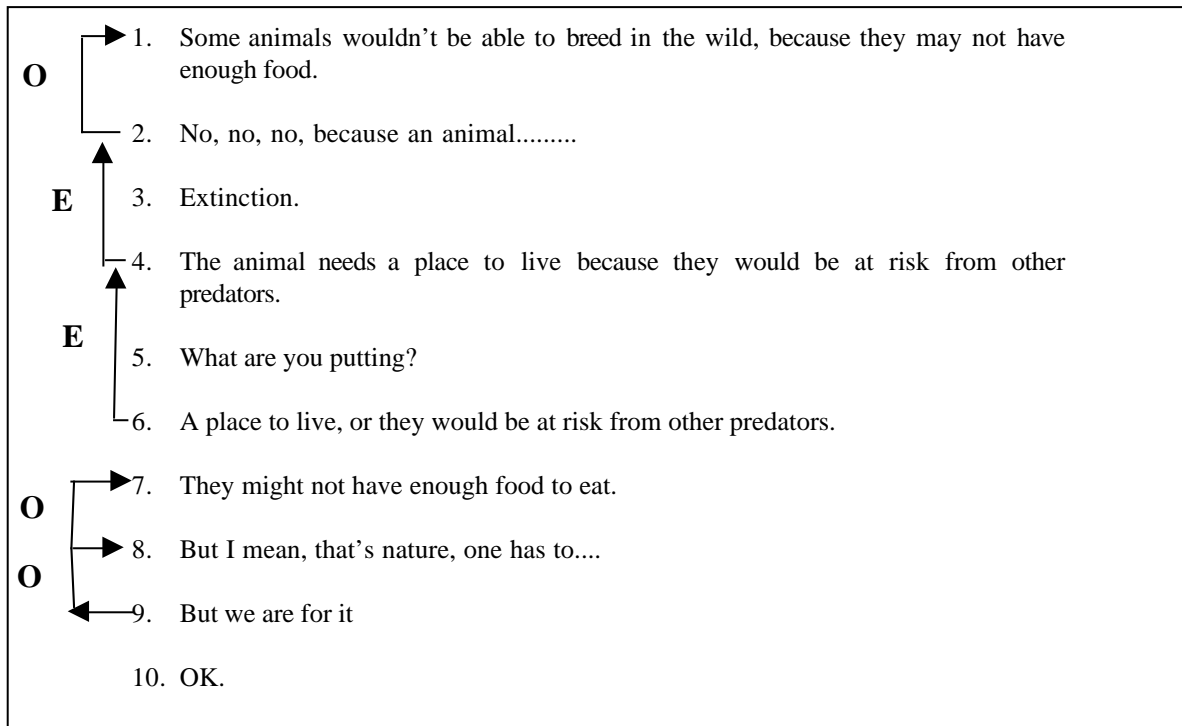 1. Some animals wouldn't be able to breed in the wild, because they may not have
enough food.
O
2. No, no, no, because an animal.........
E
3. Extinction.
4. The animal needs a place to live because they would be at risk from other
predators.
E
5. What are you putting?
6. A place to live, or they would be at risk from other predators.
7. They might not have enough food to eat.
O
8. But I mean, that's nature, one has to....
O
9. But we are for it
10. OK.